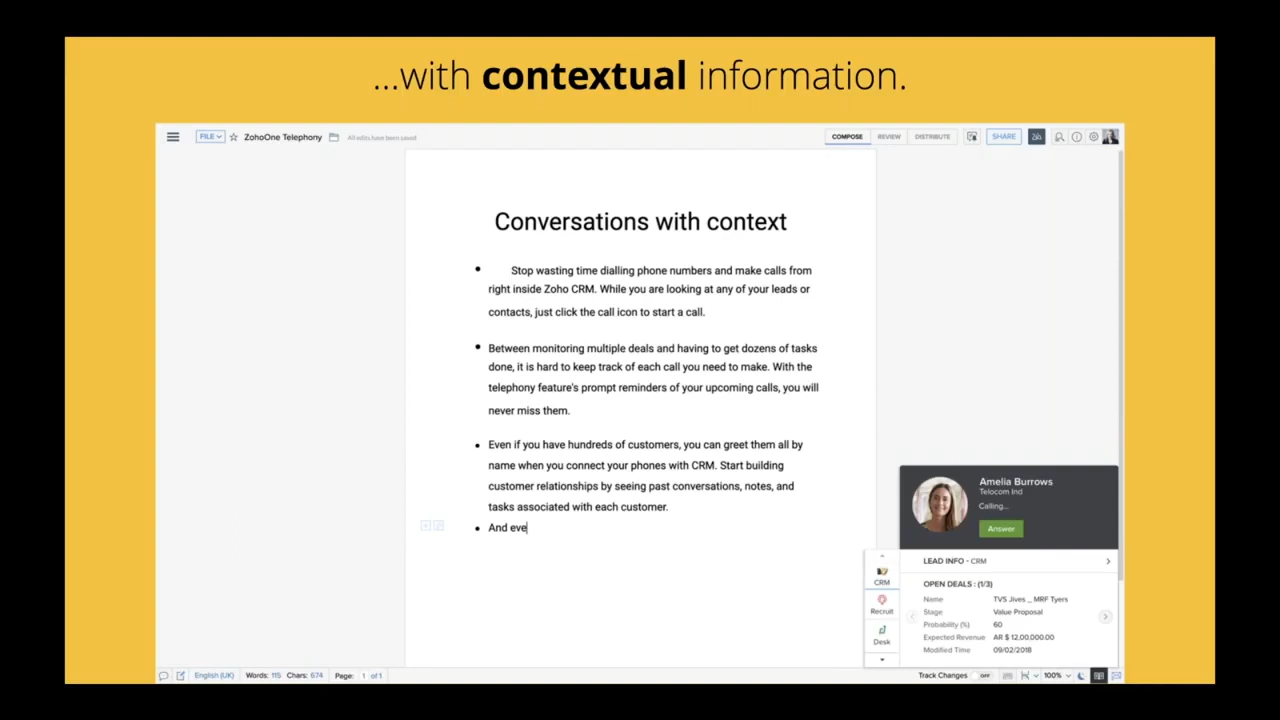 ...with contextual information.
FILE ZohoOne Telephony All edits have been saved COMPOSE REVIEW DISTRIBUTE SHARE
Conversations with context
• Stop wasting time dialling phone numbers and make calls from
right inside Zoho CRM. While you are looking at any of your leads or
contacts, just click the call icon to start a call.
• Between monitoring multiple deals and having to get dozens of tasks
done, it is hard to keep track of each call you need to make. With the
telephony feature's prompt reminders of your upcoming calls, you will
never miss them.
• Even if you have hundreds of customers, you can greet them all by
name when you connect your phones with CRM. Start building
customer relationships by seeing past conversations, notes, and
tasks associated with each customer.
• And eve
Amelia Burrows
Telocom Ind
Calling...
Answer
CRM
Recruit
Desk
LEAD INFO - CRM
OPEN DEALS : (1/3)
Name TVS Jives _ MRF Tyers
Stage Value Proposal
Probability (%) 60
Expected Revenue AR $ 12,00,000.00
Modified Time 09/02/2018
English (UK) Words: 115 Chars: 674 Page: 1 of 1 Track Changes OFF 100%